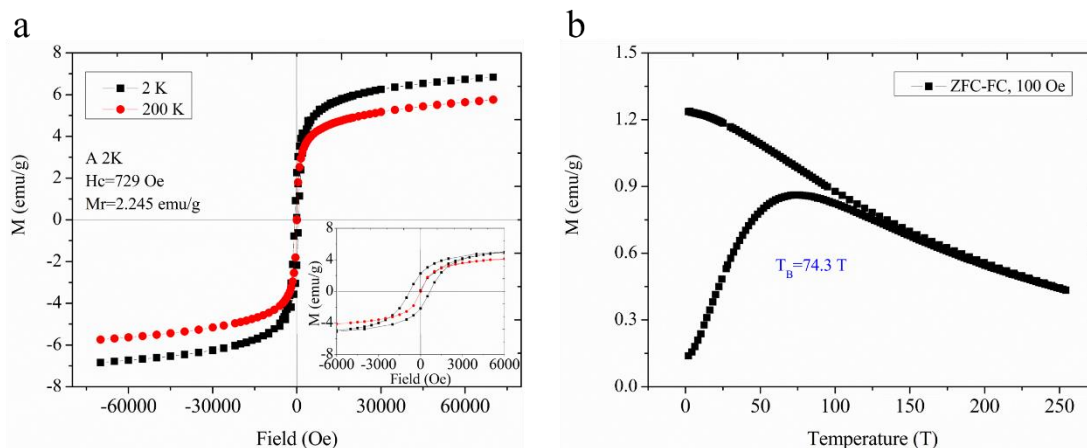 a
8
6
4
2
0
-2
-4
-6
-8
M (emu/g)
2 K
200 K
A 2K
Hc=729 Oe
Mr=2.245 emu/g
-60000 -30000 0 30000 60000
Field (Oe)
8
4
0
-4
-8
M (emu/g)
-6000 -3000 0 3000 6000
Field (Oe)
b
1.5
1.2
0.9
0.6
0.3
0.0
M (emu/g)
ZFC-FC, 100 Oe
T_B=74.3 T
0 50 100 150 200 250
Temperature (T)